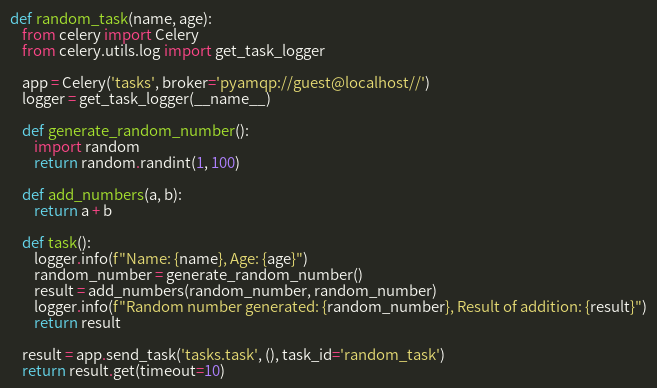 def random_task(name, age):
    from celery import Celery
    from celery.utils.log import get_task_logger

    app = Celery('tasks', broker='pyamqp://guest@localhost//')
    logger = get_task_logger(__name__)

    def generate_random_number():
        import random
        return random.randint(1, 100)

    def add_numbers(a, b):
        return a + b

    def task():
        logger.info(f"Name: {name}, Age: {age}")
        random_number = generate_random_number()
        result = add_numbers(random_number, random_number)
        logger.info(f"Random number generated: {random_number}, Result of addition: {result}")
        return result

    result = app.send_task('tasks.task', (), task_id='random_task')
    return result.get(timeout=10)